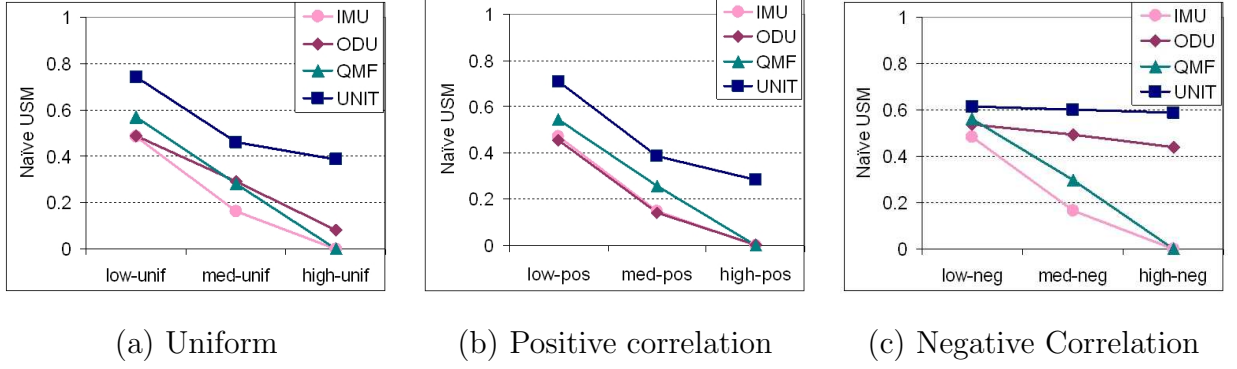 1
0.8
0.6
0.4
0.2
0
Naïve USM
low-unif med-unif high-unif
IMU
ODU
QMF
UNIT
(a) Uniform
1
0.8
0.6
0.4
0.2
0
Naïve USM
low-pos med-pos high-pos
IMU
ODU
QMF
UNIT
(b) Positive correlation
1
0.8
0.6
0.4
0.2
0
Naïve USM
low-neg med-neg high-neg
IMU
ODU
QMF
UNIT
(c) Negative Correlation